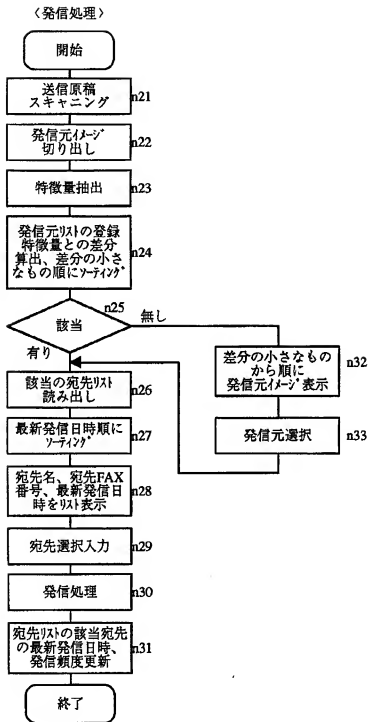 〈発信処理〉
開始
送信原稿
スキャニング
n21
発信元イメージ
切り出し
n22
特徴量抽出
n23
発信元リストの登録
特徴量との差分
算出、差分の小さ
なもの順にソーティング
n24
n25
該当
無し
有り
差分の小さなもの
から順に
発信元イメージ表示
n32
該当の宛先リスト
読み出し
n26
発信元選択
n33
最新発信日時順に
ソーティング
n27
宛先名、宛先FAX
番号、最新発信日
時をリスト表示
n28
宛先選択入力
n29
発信処理
n30
宛先リストの該当宛先
の最新発信日時、
発信頻度更新
n31
終了